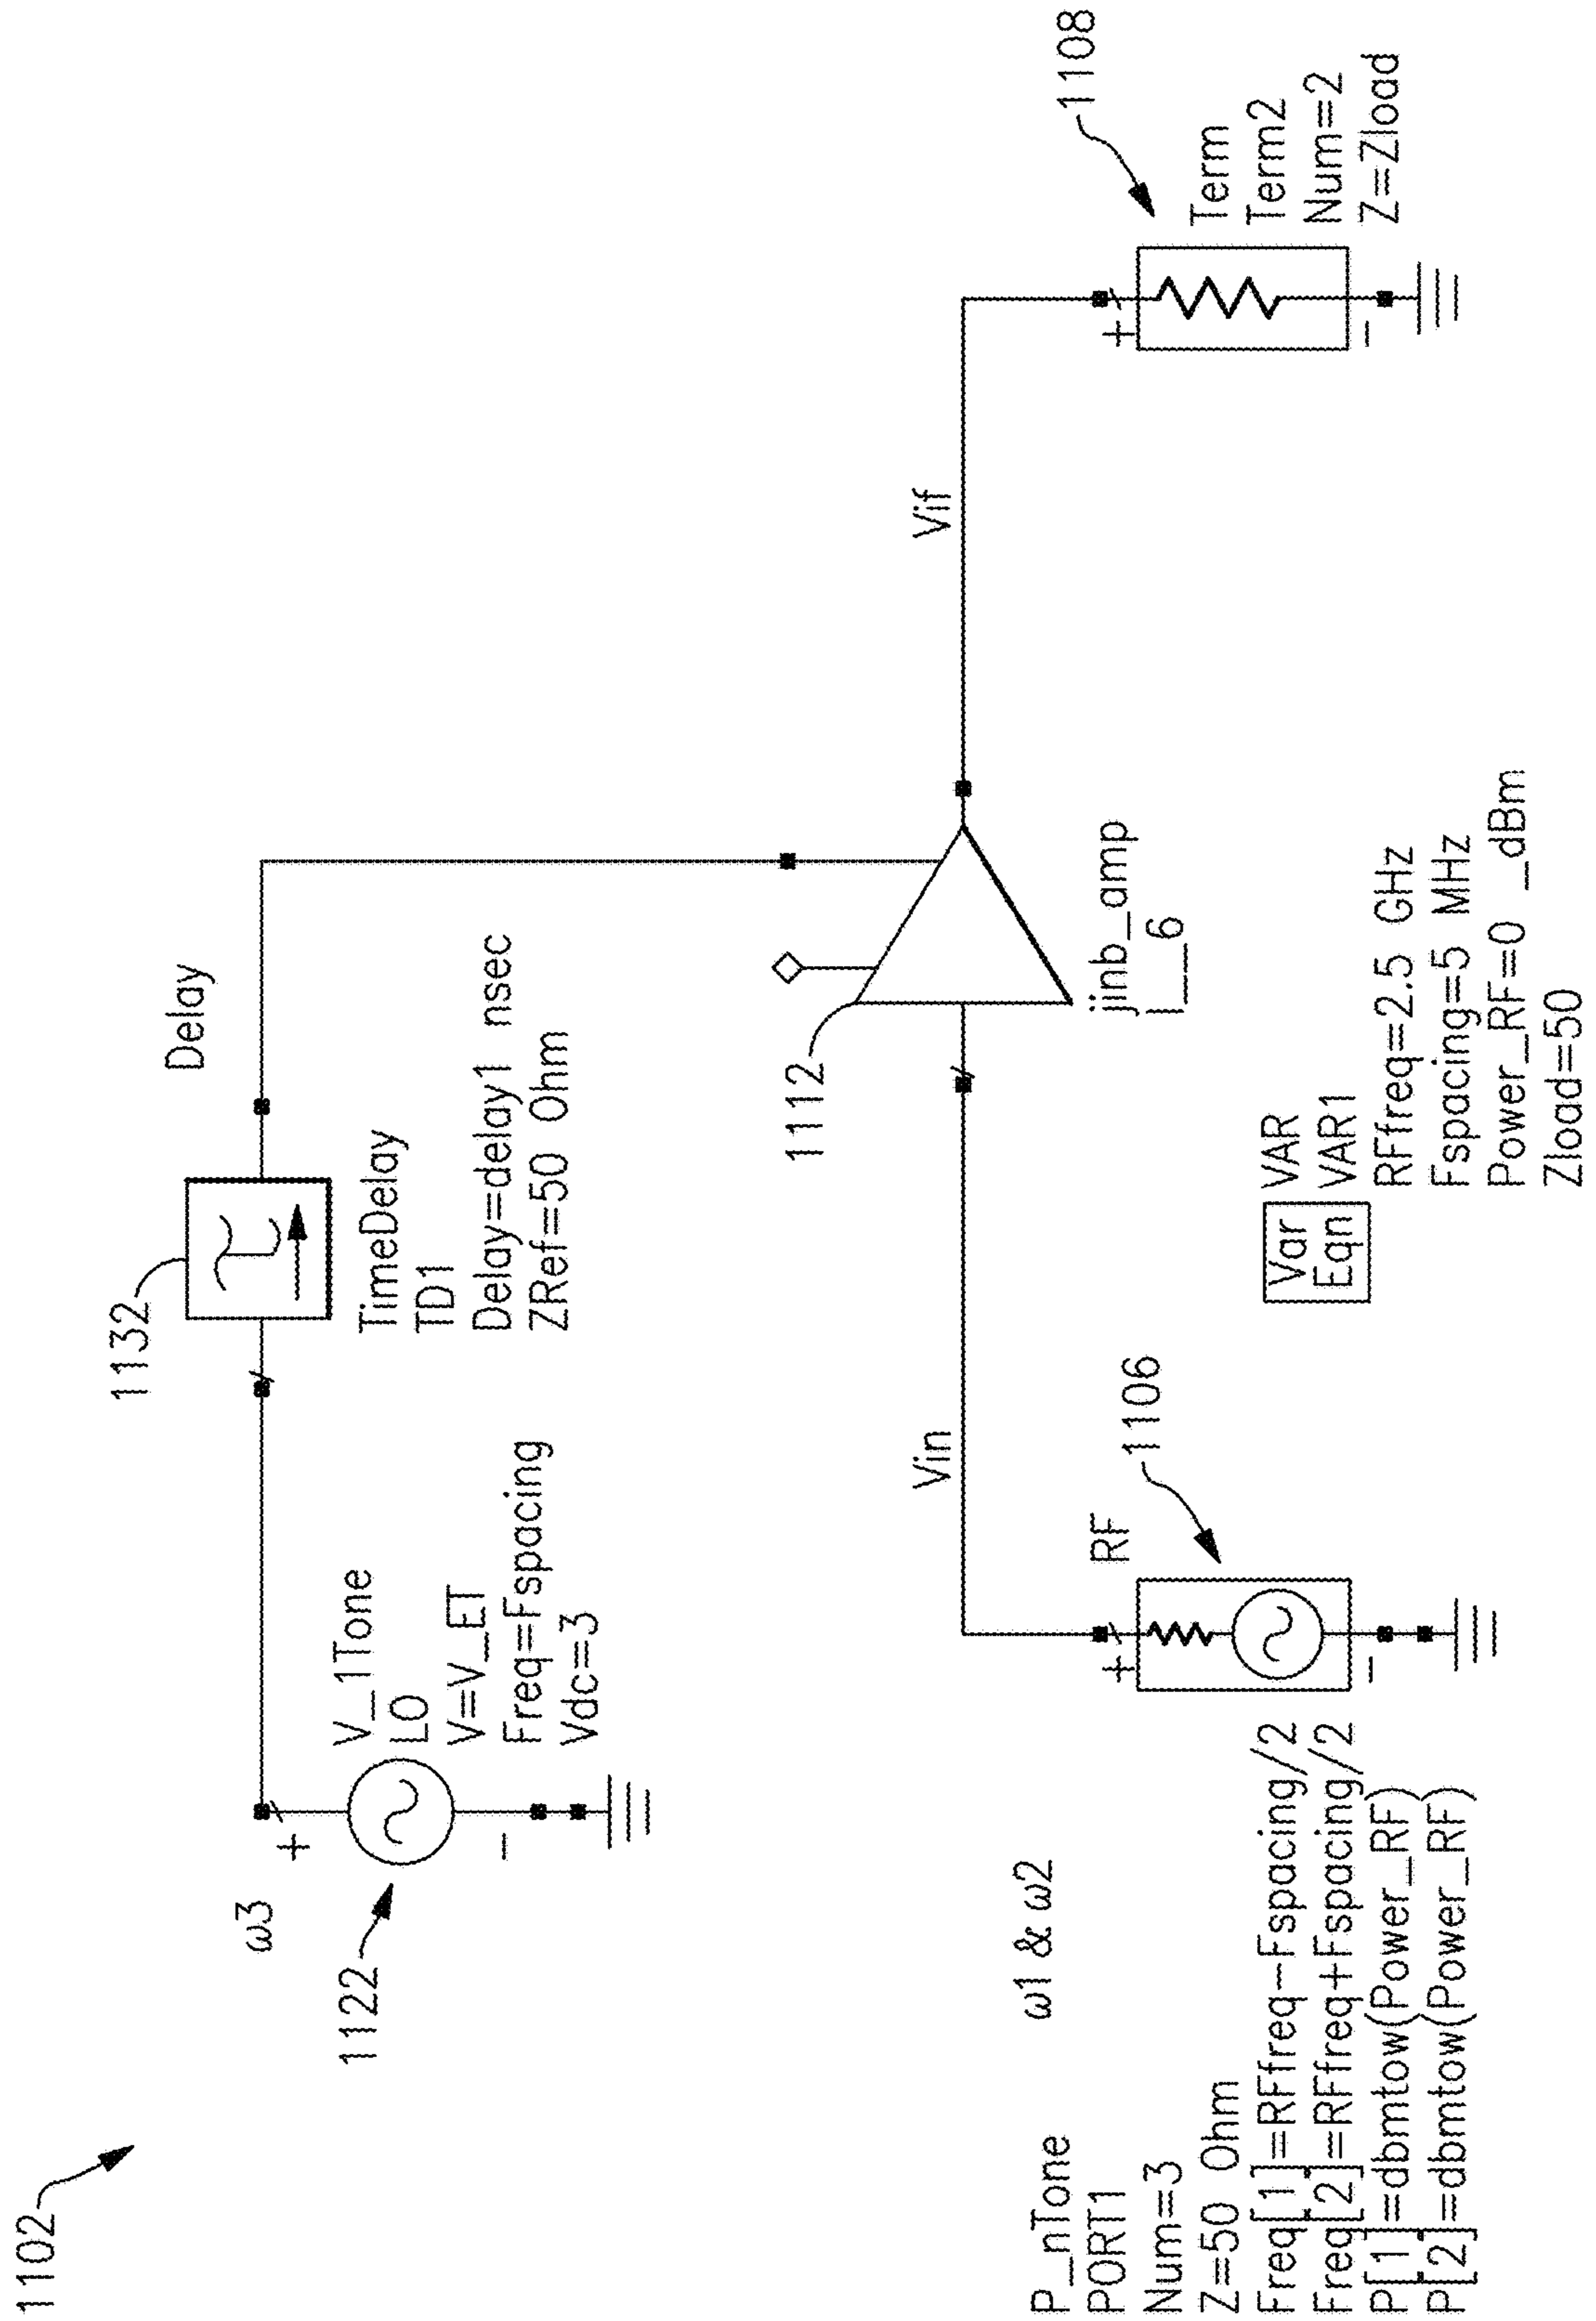 1102
ω3
1122
V_1Tone
LO
V=V_ET
Freq=Fspacing
Vdc=3
+
-
1132
TimeDelay
TD1
Delay=delay1 nsec
ZRef=50 Ohm
Delay
P_nTone
PORT1
Num=3
Z=50 Ohm
Freq[1]=RFfreq-Fspacing/2
Freq[2]=RFfreq+Fspacing/2
P[1]=dbmtow(Power_RF)
P[2]=dbmtow(Power_RF)
ω1 & ω2
RF
1106
+
-
Vin
1112
jinb_amp
Vif
1108
+
-
Term
Term2
Num=2
Z=Zload
Var
Eqn
VAR
VAR1
RFfreq=2.5 GHz
Fspacing=5 MHz
Power_RF=0 _dBm
Zload=50